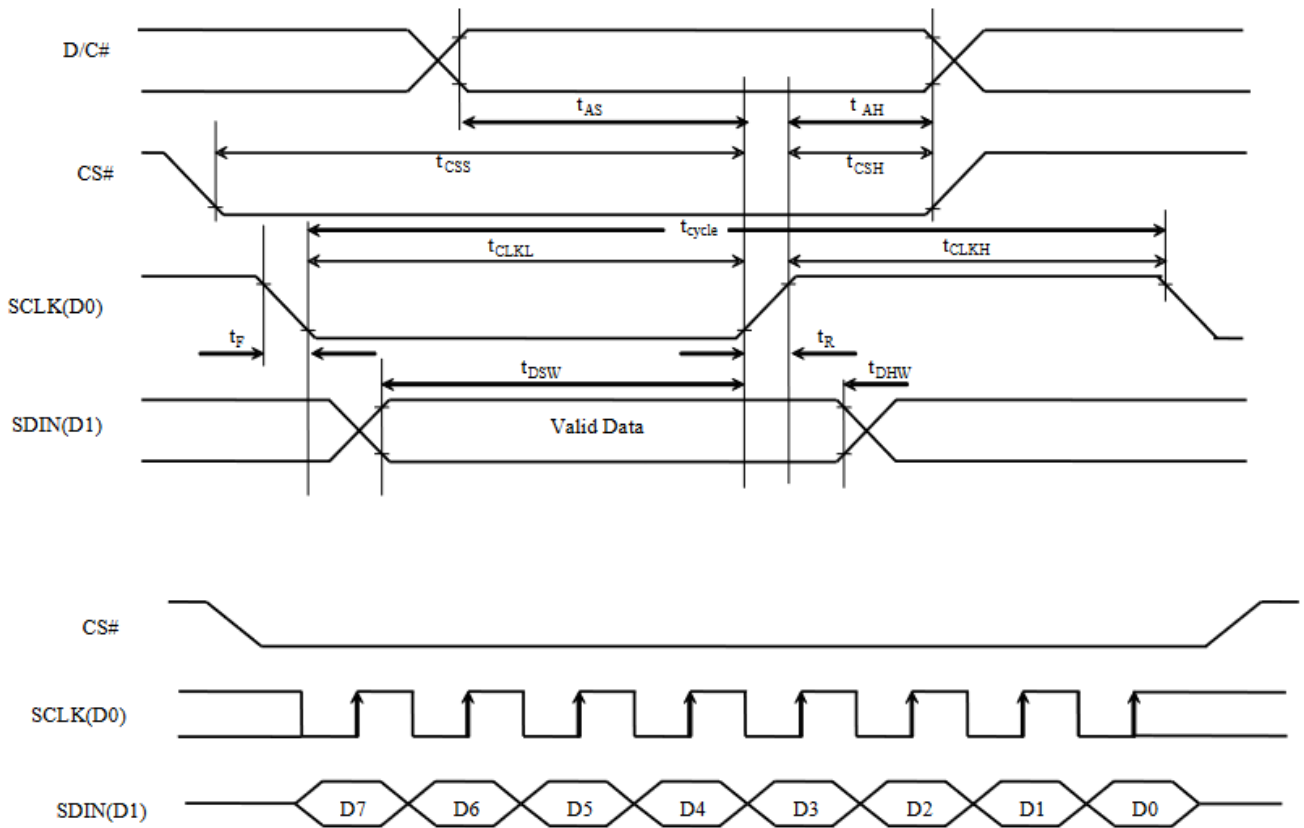 D/C#
tAS
t AH
CS#
tCSS
tCSH
tcycle
tCLKL
tCLKH
SCLK(D0)
tF
tR
tDSW
tDHW
SDIN(D1)
Valid Data
CS#
SCLK(D0)
SDIN(D1)
D7
D6
D5
D4
D3
D2
D1
D0